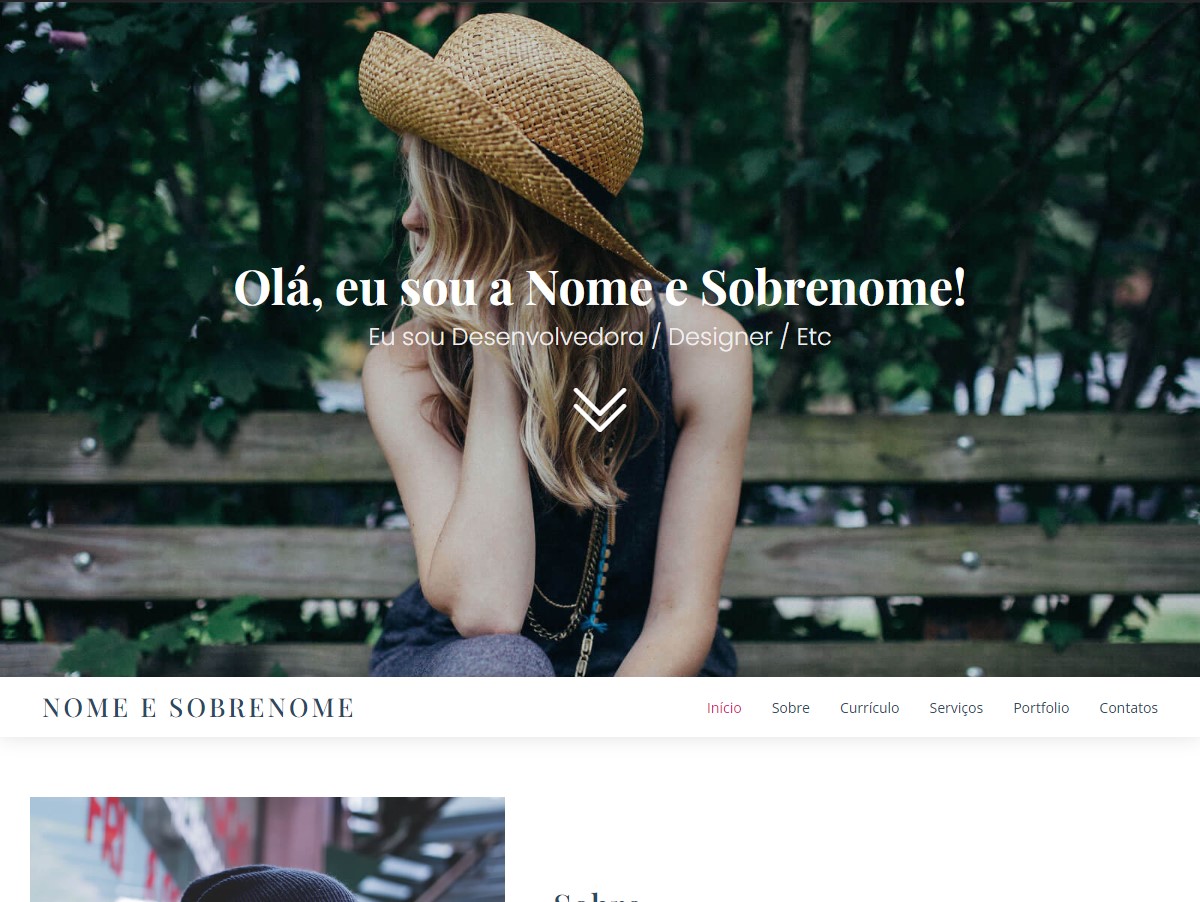 Olá, eu sou a Nome e Sobrenome!
Eu sou Desenvolvedora / Designer / Etc
NOME E SOBRENOME
Início Sobre Currículo Serviços Portfolio Contatos
FRI
Sobre